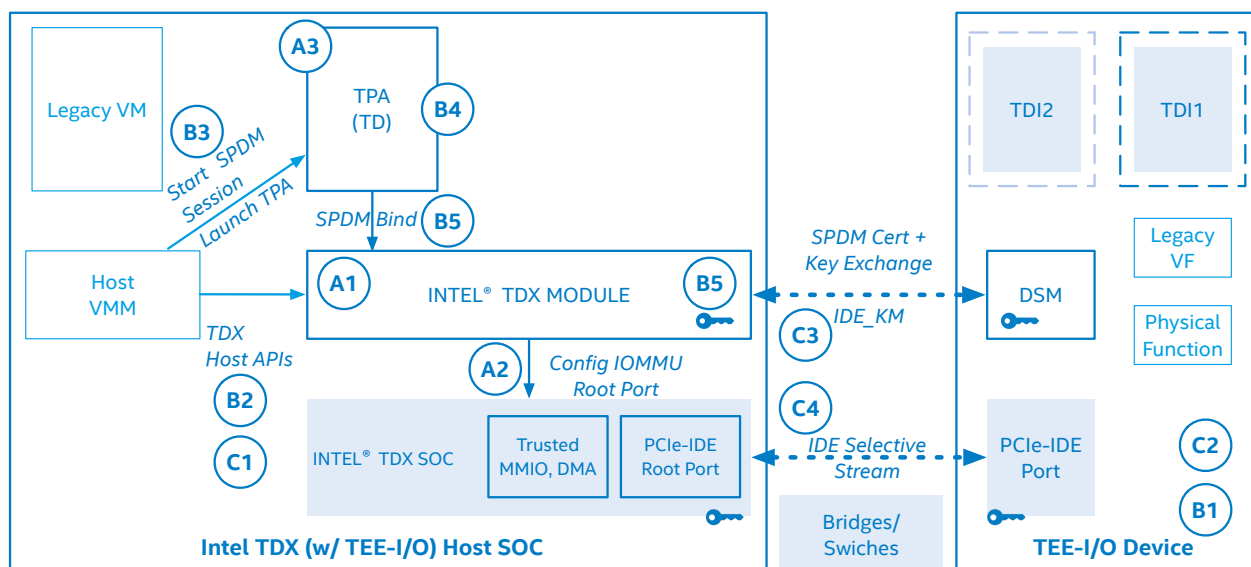 A3
Legacy VM
TPA
(TD)
B4
B3
Start SPDM
Session
Launch TPA
SPDM Bind
B5
Host
VMM
A1
INTEL® TDX MODULE
B5
TDX
Host APIs
B2
C1
A2
Config IOMMU
Root Port
INTEL® TDX SOC
Trusted
MMIO, DMA
PCIe-IDE
Root Port
Intel TDX (w/ TEE-I/O) Host SOC
SPDM Cert +
Key Exchange
IDE_KM
C3
C4
IDE Selective
Stream
Bridges/
Swiches
TDI2
TDI1
Legacy
VF
DSM
Physical
Function
PCIe-IDE
Port
C2
B1
TEE-I/O Device